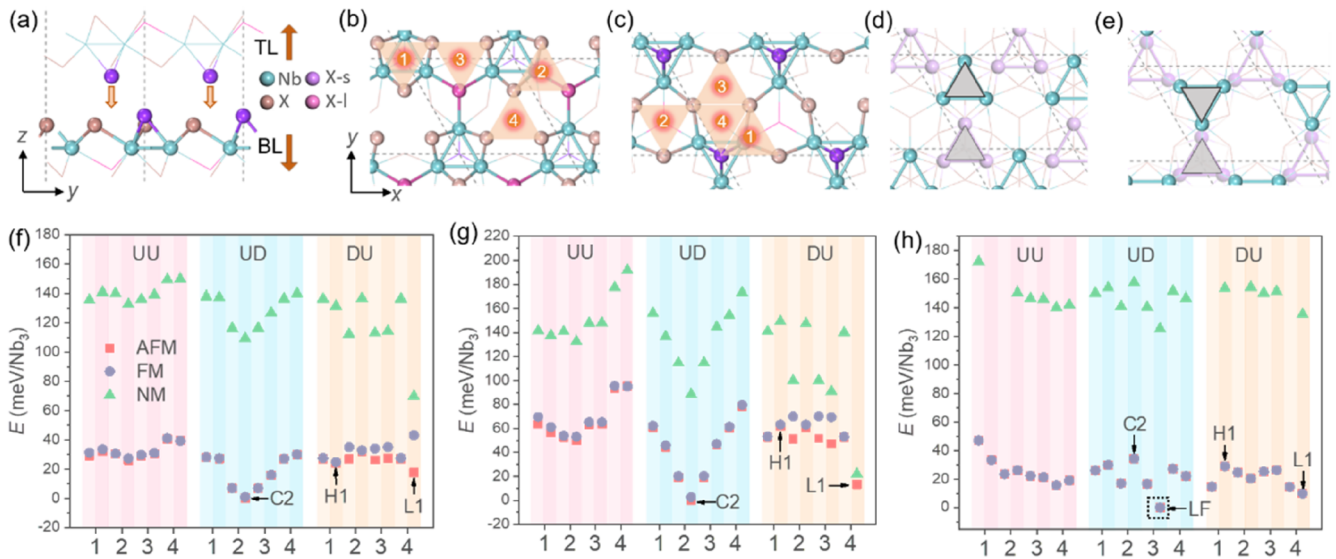 (a)
TL
Nb X-s
X X-l
BL
z
y
(b)
1
3
2
4
y
x
(c)
3
2
4
1
(d)
(e)
(f)
UU UD DU
180
160
140
120
100
80
60
40
20
0
-20
E (meV/Nb3)
AFM
FM
NM
C2
H1
L1
1 2 3 4 1 2 3 4 1 2 3 4
(g)
UU UD DU
220
200
180
160
140
120
100
80
60
40
20
0
-20
E (meV/Nb3)
H1
C2
L1
1 2 3 4 1 2 3 4 1 2 3 4
(h)
UU UD DU
180
160
140
120
100
80
60
40
20
0
E (meV/Nb3)
C2
H1
L1
LF
1 2 3 4 1 2 3 4 1 2 3 4